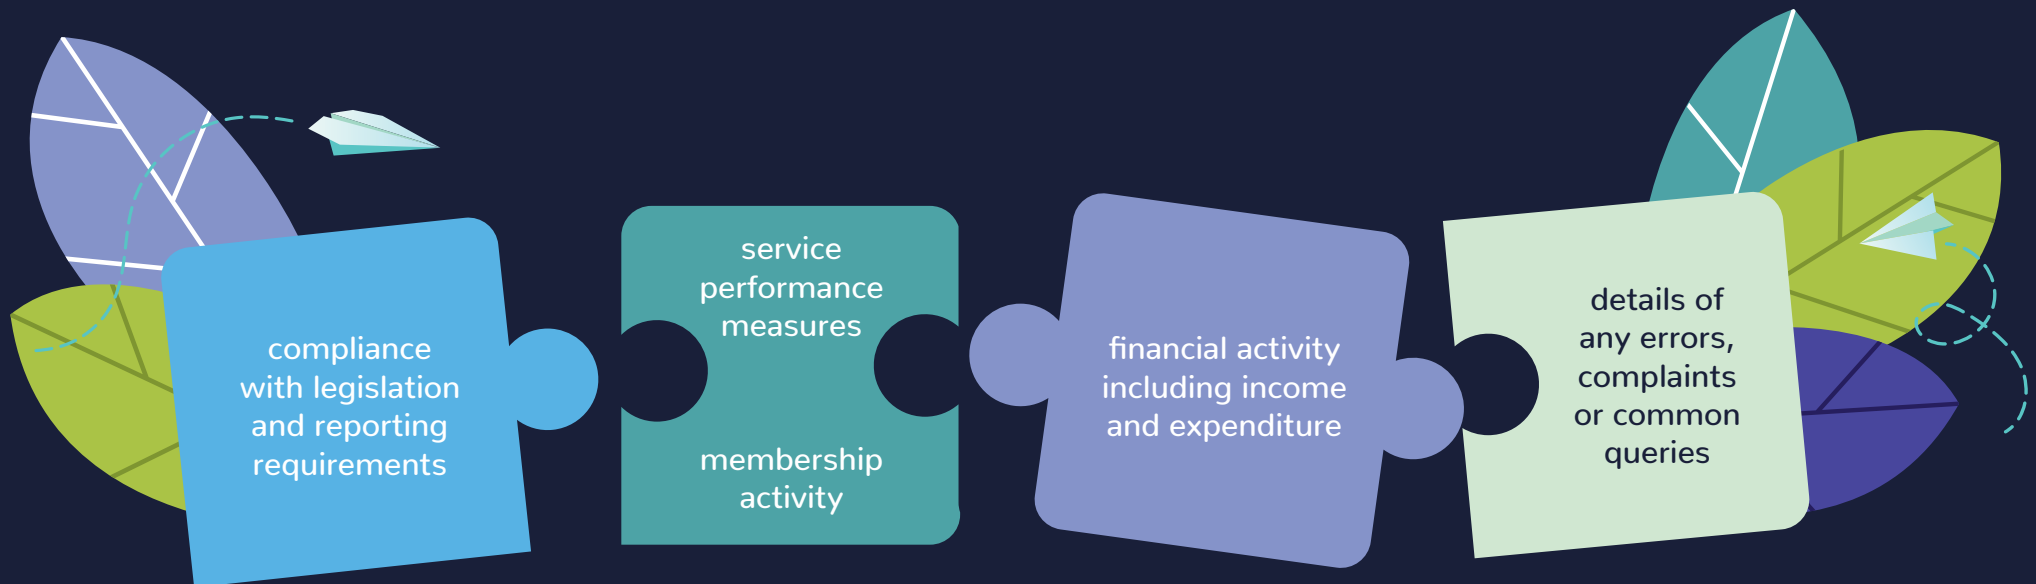 compliance
with legislation
and reporting
requirements
service
performance
measures
membership
activity
financial activity
including income
and expenditure
details of
any errors,
complaints
or common
queries